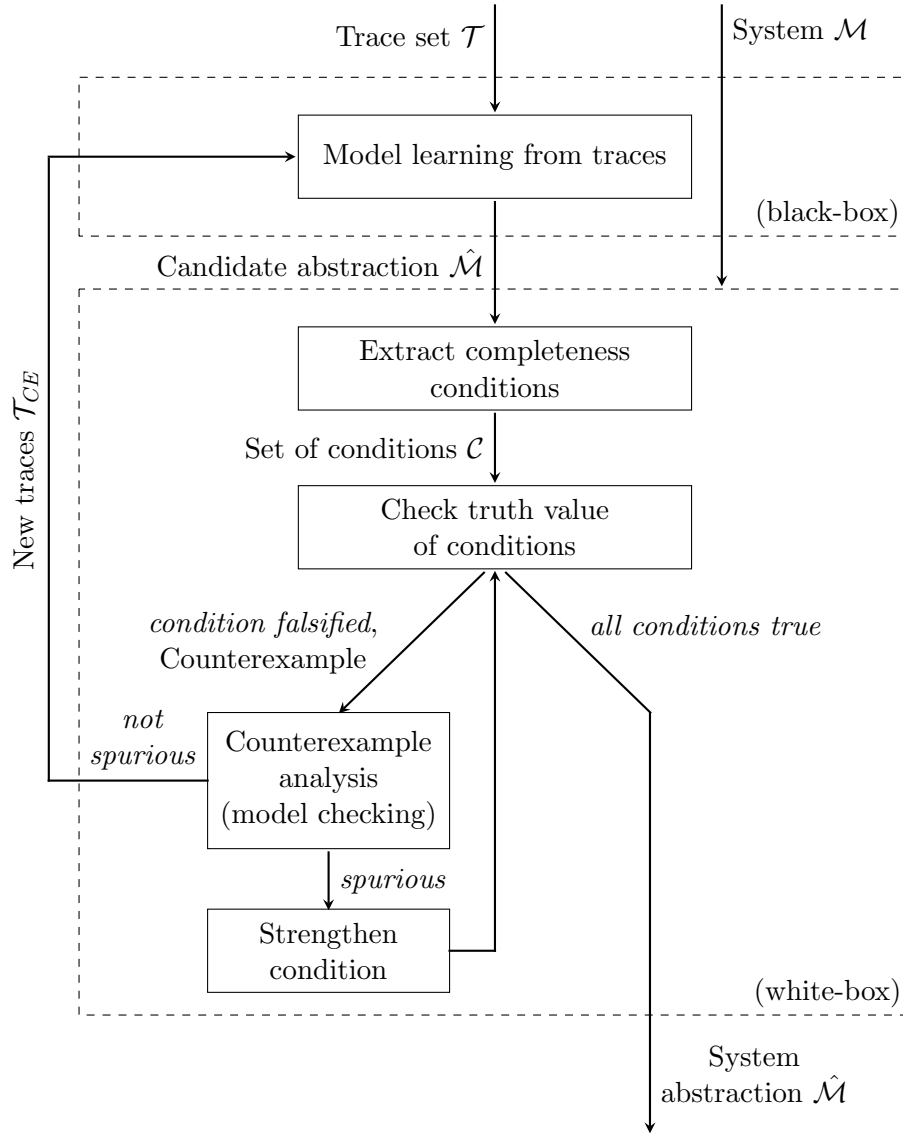 Trace set 𝒯
System ℳ
Model learning from traces
(black-box)
Candidate abstraction ℳ̂
Extract completeness
conditions
Set of conditions 𝒞
New traces 𝒯_CE
Check truth value
of conditions
condition falsified,
Counterexample
all conditions true
not
spurious
Counterexample
analysis
(model checking)
spurious
Strengthen
condition
(white-box)
System
abstraction ℳ̂